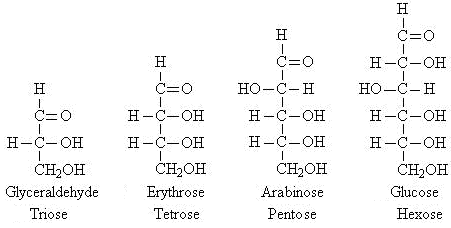 H
C=O
H–C–OH
CH₂OH
Glyceraldehyde
Triose
H
C=O
H–C–OH
H–C–OH
CH₂OH
Erythrose
Tetrose
H
C=O
HO–C–H
H–C–OH
H–C–OH
CH₂OH
Arabinose
Pentose
H
C=O
H–C–OH
HO–C–H
H–C–OH
H–C–OH
CH₂OH
Glucose
Hexose